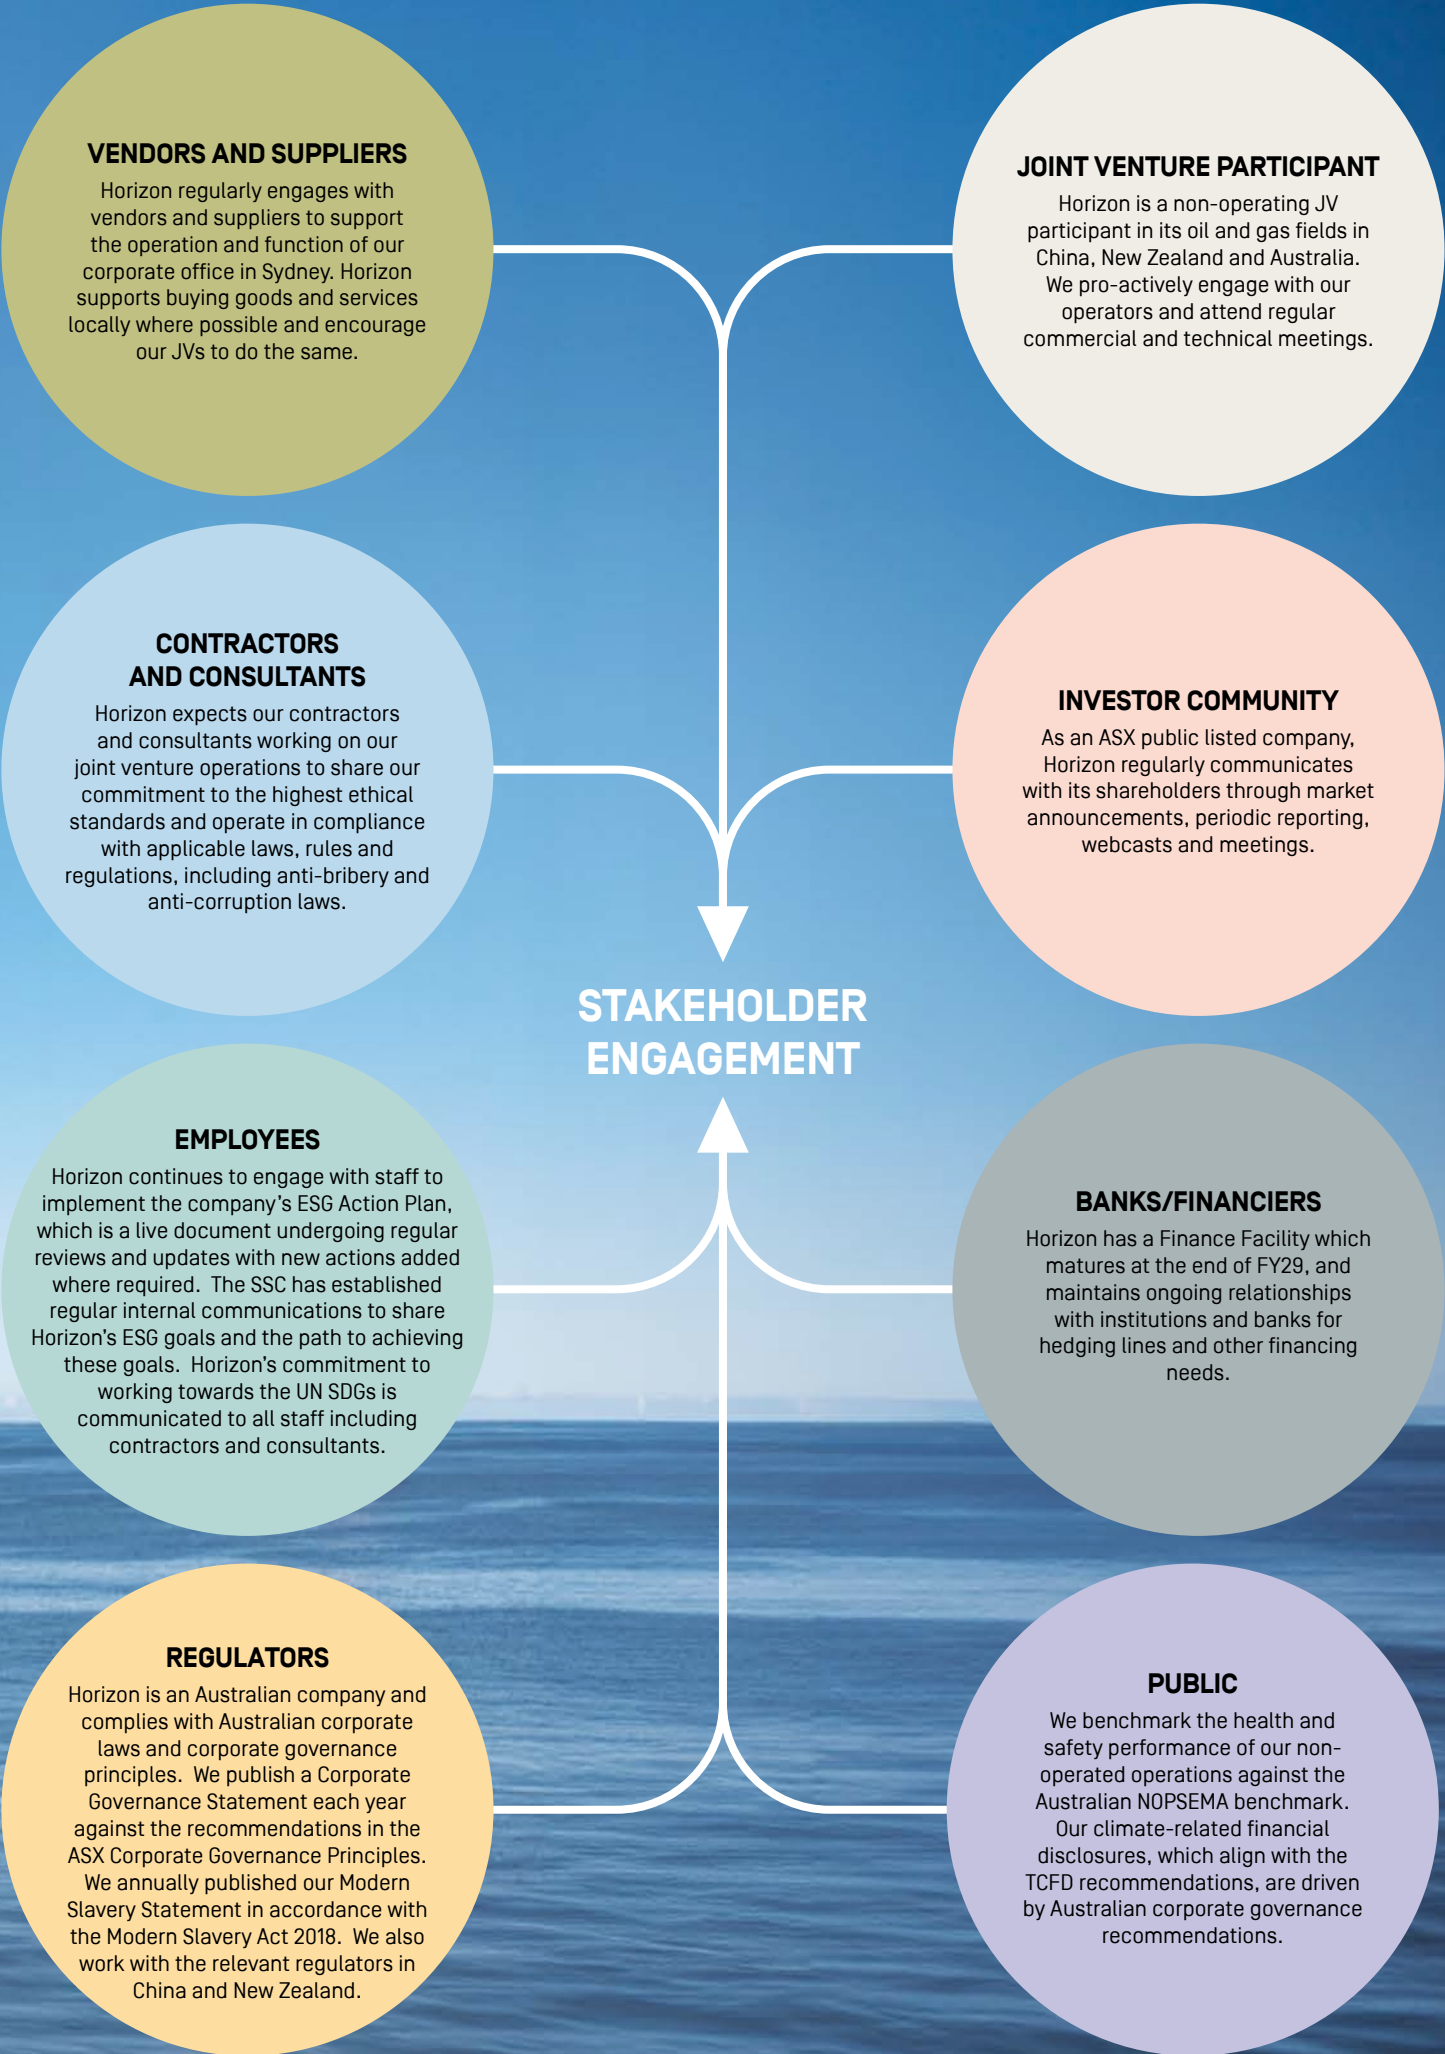 VENDORS AND SUPPLIERS
Horizon regularly engages with
vendors and suppliers to support
the operation and function of our
corporate office in Sydney. Horizon
supports buying goods and services
locally where possible and encourage
our JVs to do the same.
JOINT VENTURE PARTICIPANT
Horizon is a non-operating JV
participant in its oil and gas fields in
China, New Zealand and Australia.
We pro-actively engage with our
operators and attend regular
commercial and technical meetings.
CONTRACTORS
AND CONSULTANTS
Horizon expects our contractors
and consultants working on our
joint venture operations to share our
commitment to the highest ethical
standards and operate in compliance
with applicable laws, rules and
regulations, including anti-bribery and
anti-corruption laws.
INVESTOR COMMUNITY
As an ASX public listed company,
Horizon regularly communicates
with its shareholders through market
announcements, periodic reporting,
webcasts and meetings.
STAKEHOLDER
ENGAGEMENT
EMPLOYEES
Horizon continues to engage with staff to
implement the company's ESG Action Plan,
which is a live document undergoing regular
reviews and updates with new actions added
where required. The SSC has established
regular internal communications to share
Horizon's ESG goals and the path to achieving
these goals. Horizon's commitment to
working towards the UN SDGs is
communicated to all staff including
contractors and consultants.
BANKS/FINANCIERS
Horizon has a Finance Facility which
matures at the end of FY29, and
maintains ongoing relationships
with institutions and banks for
hedging lines and other financing
needs.
REGULATORS
Horizon is an Australian company and
complies with Australian corporate
laws and corporate governance
principles. We publish a Corporate
Governance Statement each year
against the recommendations in the
ASX Corporate Governance Principles.
We annually published our Modern
Slavery Statement in accordance with
the Modern Slavery Act 2018. We also
work with the relevant regulators in
China and New Zealand.
PUBLIC
We benchmark the health and
safety performance of our non-
operated operations against the
Australian NOPSEMA benchmark.
Our climate-related financial
disclosures, which align with the
TCFD recommendations, are driven
by Australian corporate governance
recommendations.